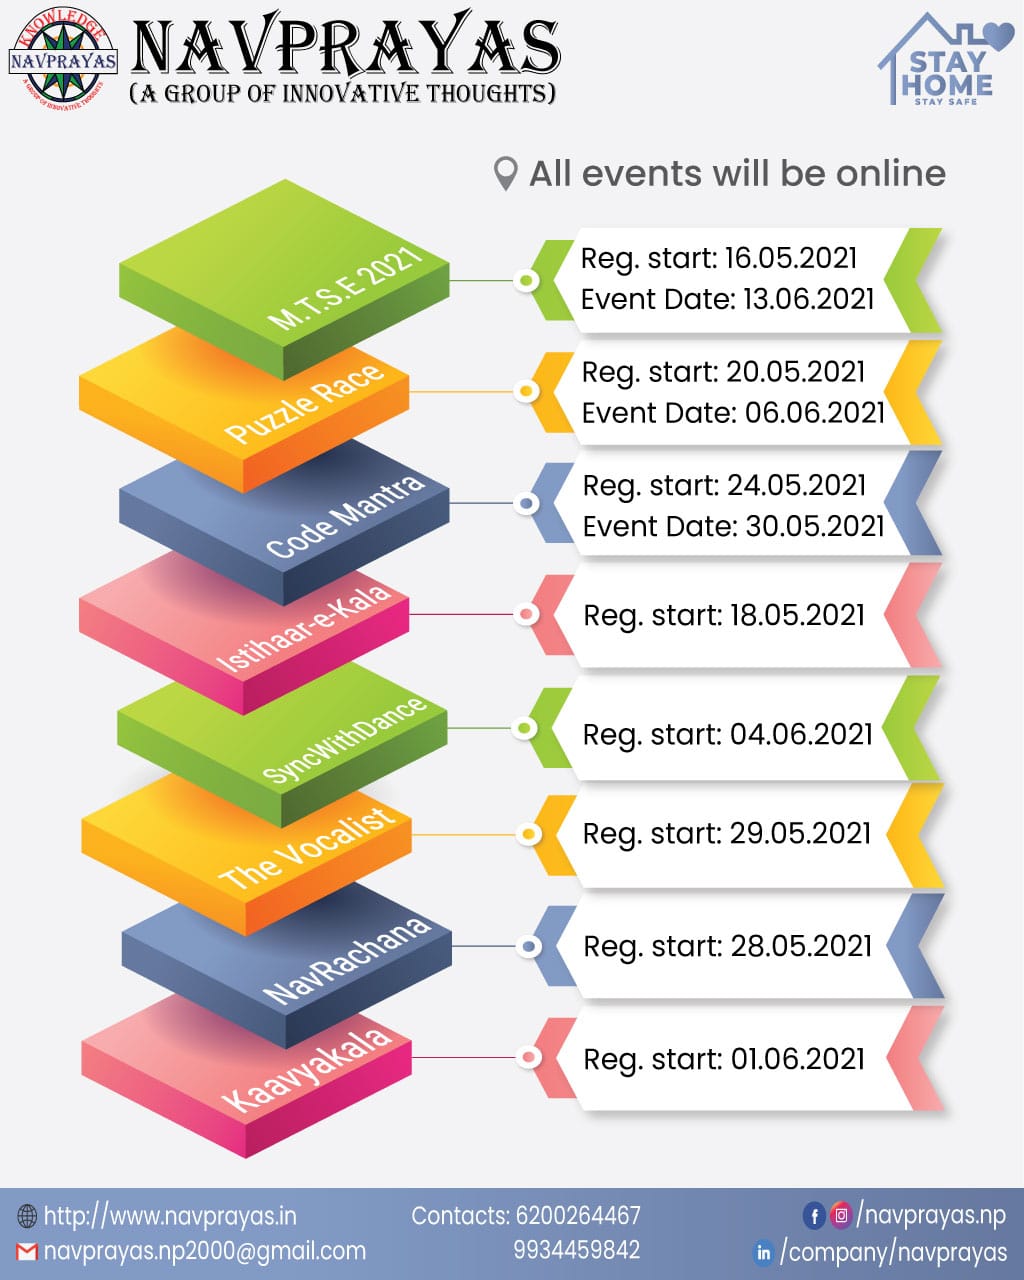 KNOWLEDGE
NAVPRAYAS
A GROUP OF INNOVATIVE THOUGHTS
NAVPRAYAS
(A GROUP OF INNOVATIVE THOUGHTS)
STAY
HOME
STAY SAFE
All events will be online
M.T.S.E 2021
Reg. start: 16.05.2021
Event Date: 13.06.2021
Puzzle Race
Reg. start: 20.05.2021
Event Date: 06.06.2021
Code Mantra
Reg. start: 24.05.2021
Event Date: 30.05.2021
Istihaar-e-Kala
Reg. start: 18.05.2021
SyncWithDance
Reg. start: 04.06.2021
The Vocalist
Reg. start: 29.05.2021
NavRachana
Reg. start: 28.05.2021
Kaavyakala
Reg. start: 01.06.2021
http://www.navprayas.in
navprayas.np2000@gmail.com
Contacts: 6200264467
9934459842
/navprayas.np
/company/navprayas